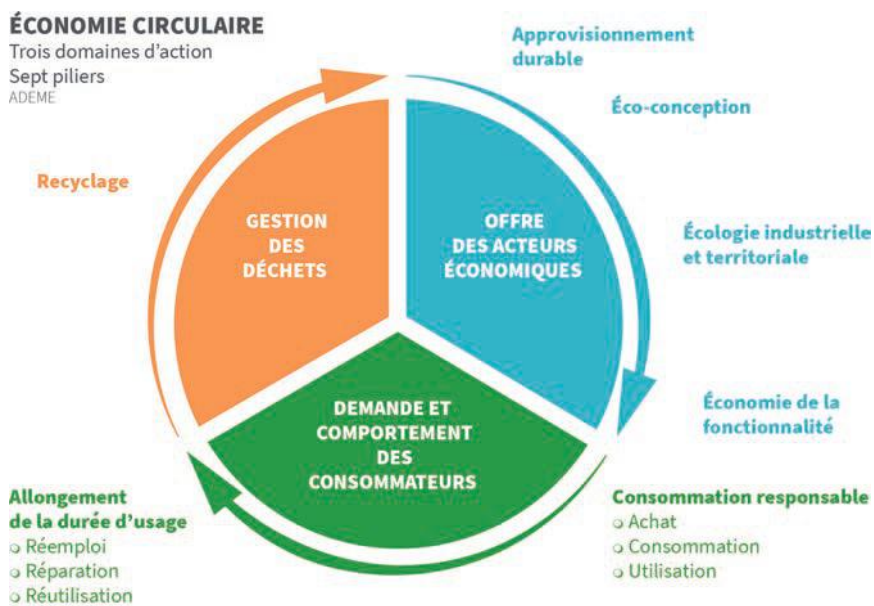 ÉCONOMIE CIRCULAIRE
Trois domaines d'action
Sept piliers
ADEME
Approvisionnement
durable
Éco-conception
Recyclage
GESTION
DES
DÉCHETS
OFFRE
DES ACTEURS
ÉCONOMIQUES
Écologie industrielle
et territoriale
Économie de la
fonctionnalité
DEMANDE ET
COMPORTEMENT
DES
CONSOMMATEURS
Allongement
de la durée d'usage
Réemploi
Réparation
Réutilisation
Consommation responsable
Achat
Consommation
Utilisation